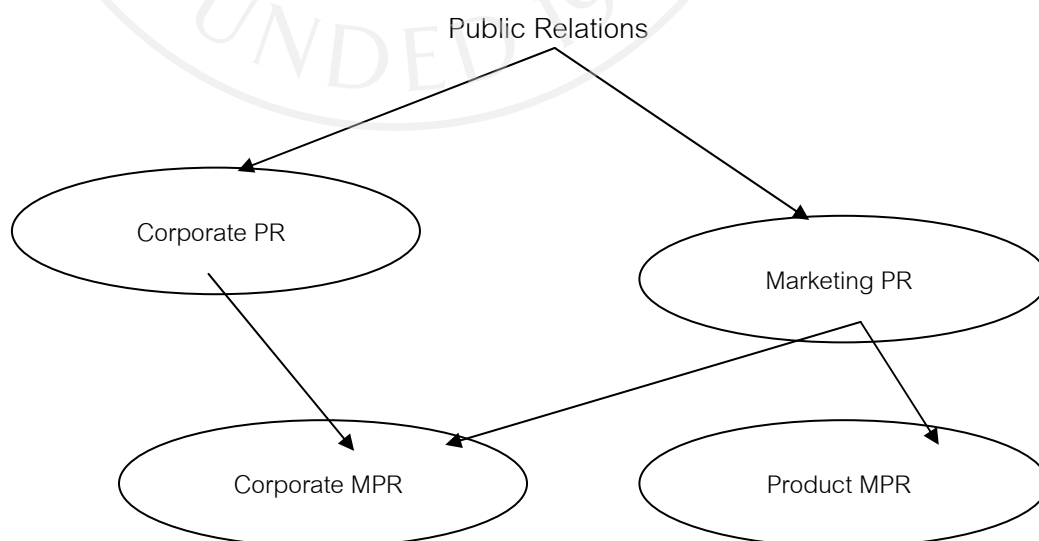 Public Relations
Corporate PR
Marketing PR
Corporate MPR
Product MPR